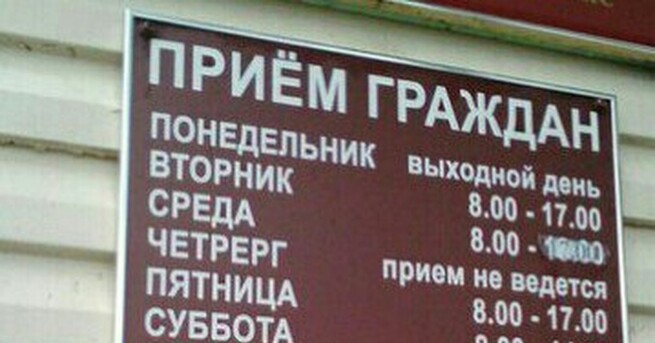 ПРИЁМ ГРАЖДАН
ПОНЕДЕЛЬНИК выходной день
ВТОРНИК 8.00 - 17.00
СРЕДА 8.00 -
ЧЕТРЕРГ прием не ведется
ПЯТНИЦА 8.00 - 17.00
СУББОТА